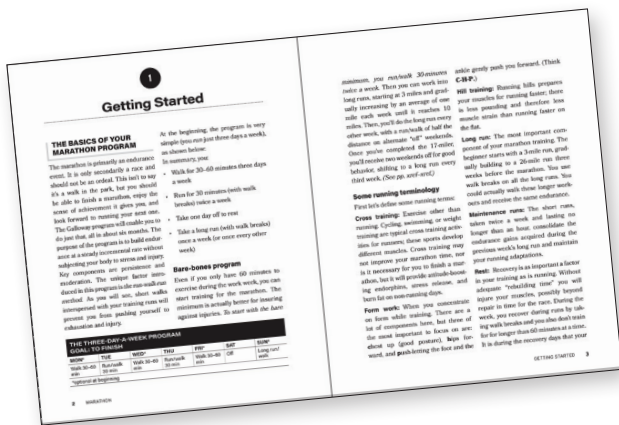 1
Getting Started
THE BASICS OF YOUR
MARATHON PROGRAM
The marathon is primarily an endurance
event. It is only secondarily a race and
should not be an ordeal. This isn't to say
it's a walk in the park, but you should
be able to finish a marathon, enjoy the
sense of achievement it gives you, and
look forward to running your next one.
The Galloway program will enable you to
do just that, all in about six months. The
purpose of the program is to build endur-
ance at a steady incremental rate without
subjecting your body to stress and injury.
Key components are persistence and
moderation. The unique factor intro-
duced in this program is the run-walk-run
method. As you will see, short walks
interspersed with your training runs will
prevent you from pushing yourself to
exhaustion and injury.
At the beginning, the program is very
simple (you run just three days a week),
as shown below:
In summary, you:
• Walk for 30–60 minutes three days
a week
• Run for 30 minutes (with walk
breaks) twice a week
• Take one day off to rest
• Take a long run (with walk breaks)
once a week (or once every other
week)
Bare-bones program
Even if you only have 60 minutes to
exercise during the work week, you can
start training for the marathon. The
minimum is actually better for insuring
against injuries. To start with the bare
THE THREE-DAY-A-WEEK PROGRAM
GOAL: TO FINISH
MON* TUE WED* THU FRI* SAT SUN*
Walk 30–60 min Run/walk 30 min Walk 30–60 min Run/walk 30 min Walk 30–60 min Off Long run/walk
*optional at beginning
2 MARATHON
minimum, you run/walk 30 minutes
twice a week. Then you can work into
long runs, starting at 3 miles and grad-
ually increasing by an average of one
mile each week until it reaches 10
miles. Then, you'll do the long run every
other week, with a run/walk of half the
distance on alternate "off" weekends.
Once you've completed the 17-miler,
you'll receive two weekends off for good
behavior, shifting to a long run every
third week. (See pp.
Some running terminology
First let's define some running terms:
Cross training: Exercise other than
running. Cycling, swimming, or weight
training are typical cross training activi-
ties for runners; these sports develop
different muscles. Cross training may
not improve your marathon time, nor
is it necessary for you to finish a mar-
athon, but it will provide attitude-boost-
ing endorphins, stress release, and
burn fat on non-running days.
Form work: When you concentrate
on form while training. There are a
lot of components here, but three of
the most important to focus on are:
chest up (good posture), hips for-
ward, and push-letting the foot and the
ankle gently push you forward. (Think
C-H-P.)
Hill training: Running hills prepares
your muscles for running faster; there
is less pounding and therefore less
muscle strain than running faster on
the flat.
Long run: The most important com-
ponent of your marathon training. The
beginner starts with a 3-mile run, grad-
ually building to a 26-mile run three
weeks before the marathon. You use
walk breaks on all the long runs. You
could actually walk these longer work-
outs and receive the same endurance.
Maintenance runs: The short runs,
taken twice a week and lasting no
longer than an hour, consolidate the
endurance gains acquired during the
previous week's long run and maintain
your running adaptations.
Rest: Recovery is as important a factor
in your training as is running. Without
adequate "rebuilding time" you will
injure your muscles, possibly beyond
repair in time for the race. During the
week, you recover during runs by tak-
ing walk breaks and you also don't train
for longer than 60 minutes at a time.
It is during the recovery days that your
GETTING STARTED 3